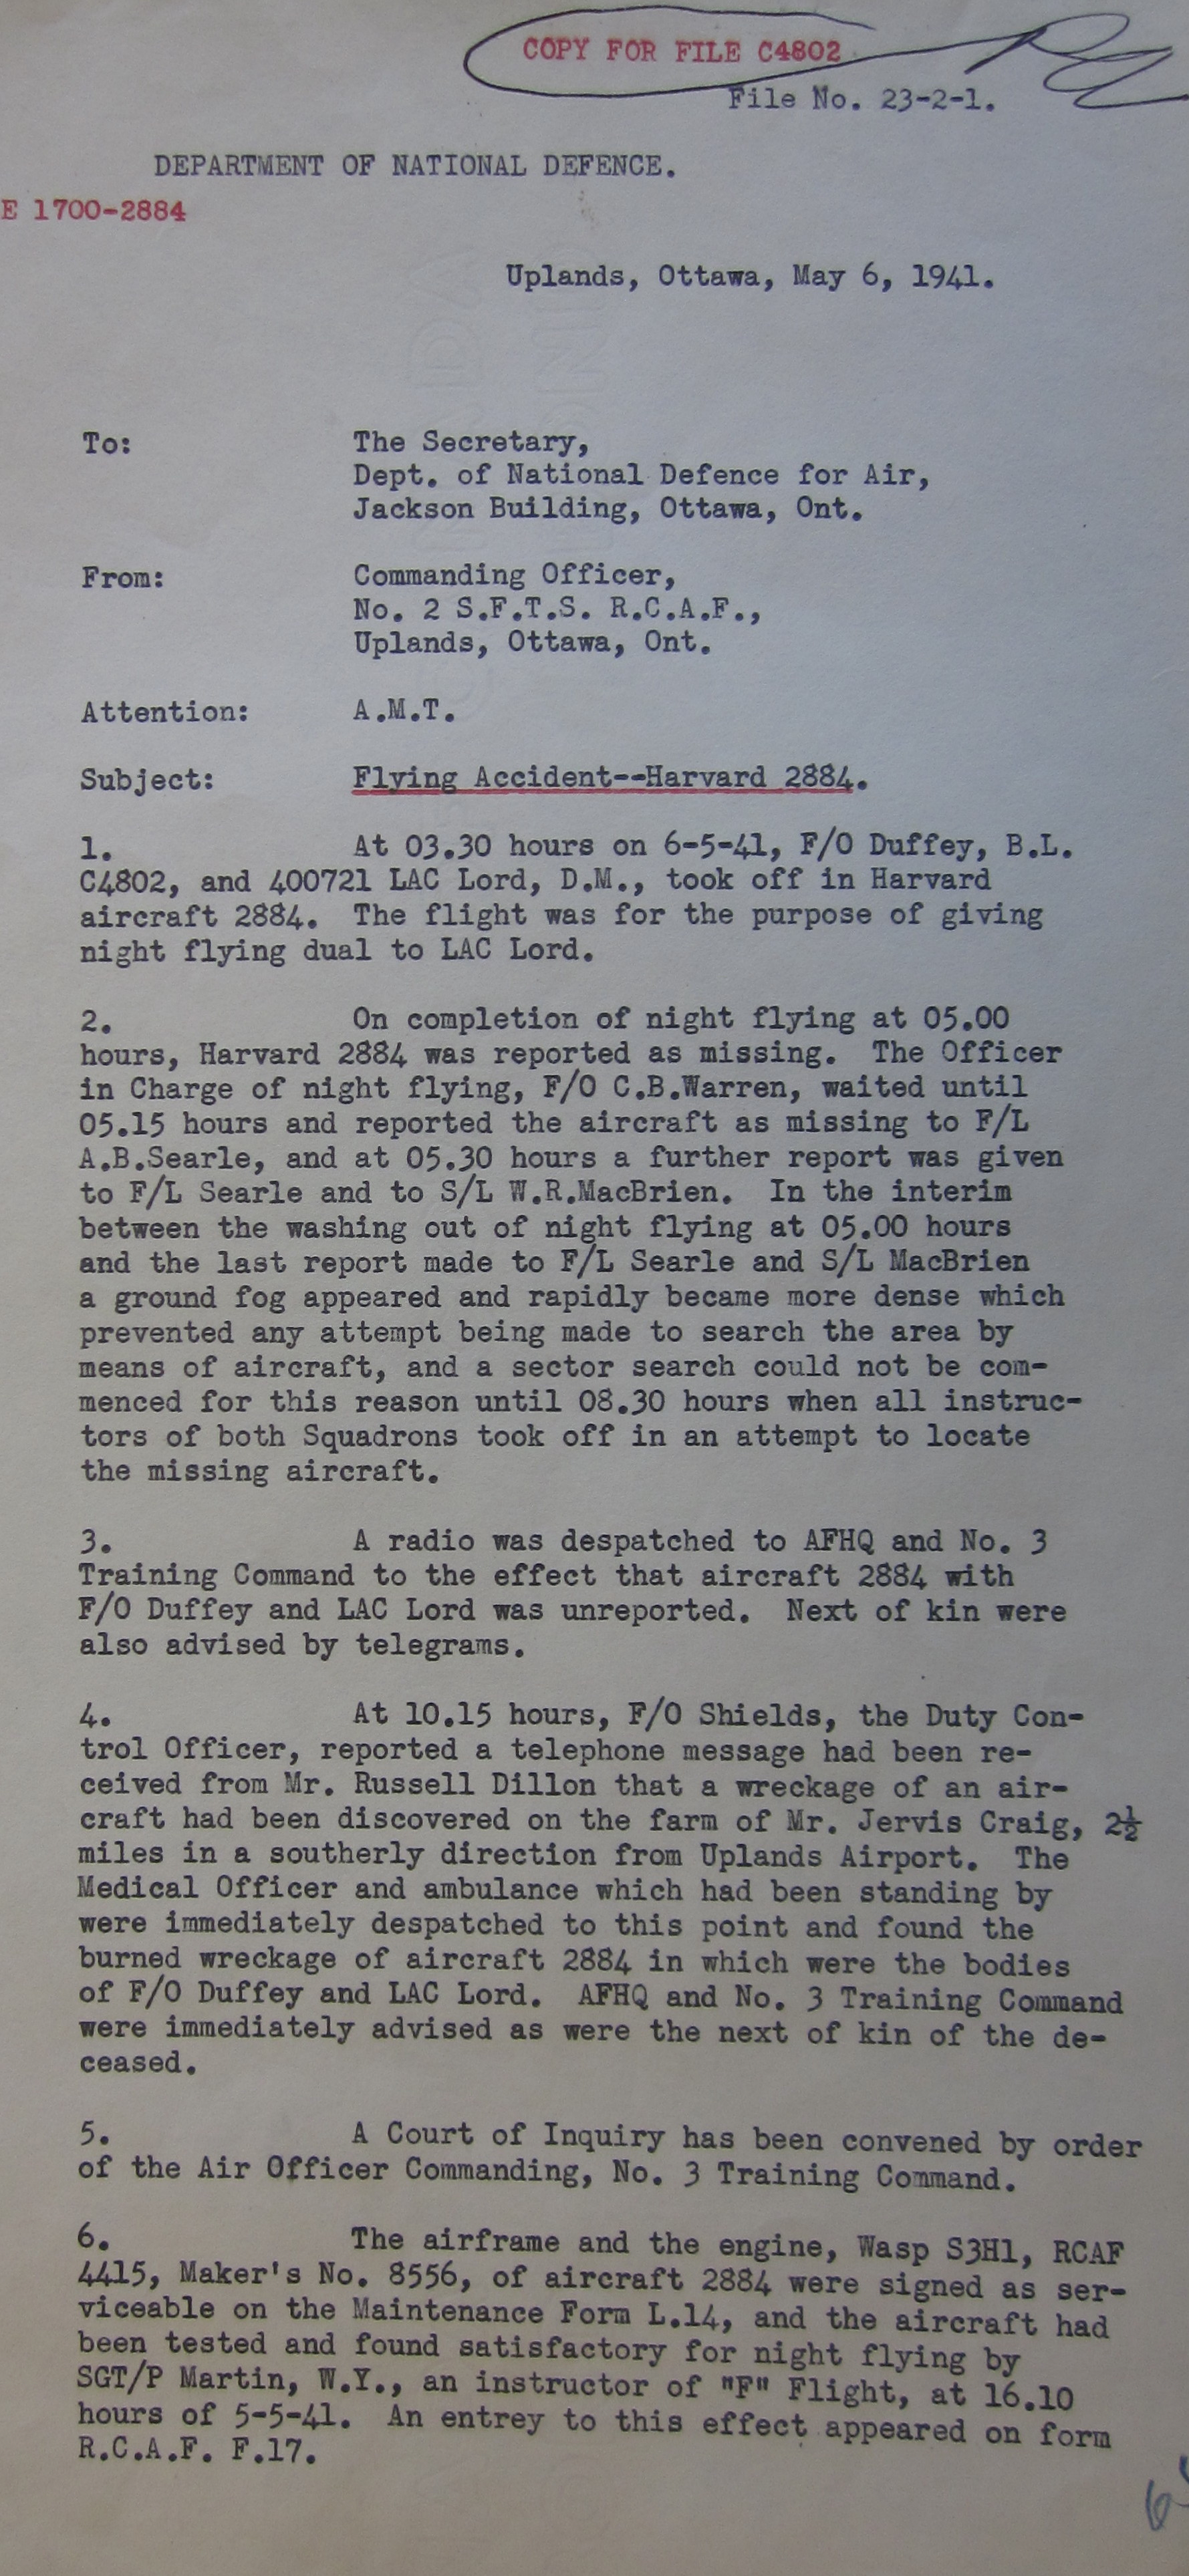 COPY FOR FILE C4802
File No. 23-2-1.
DEPARTMENT OF NATIONAL DEFENCE.
E 1700-2884
Uplands, Ottawa, May 6, 1941.
To: The Secretary,
Dept. of National Defence for Air,
Jackson Building, Ottawa, Ont.
From: Commanding Officer,
No. 2 S.F.T.S. R.C.A.F.,
Uplands, Ottawa, Ont.
Attention: A.M.T.
Subject: Flying Accident--Harvard 2884.
1. At 03.30 hours on 6-5-41, F/O Duffey, B.L.
C4802, and 400721 LAC Lord, D.M., took off in Harvard
aircraft 2884. The flight was for the purpose of giving
night flying dual to LAC Lord.
2. On completion of night flying at 05.00
hours, Harvard 2884 was reported as missing. The Officer
in Charge of night flying, F/O C.B.Warren, waited until
05.15 hours and reported the aircraft as missing to F/L
A.B.Searle, and at 05.30 hours a further report was given
to F/L Searle and to S/L W.R.MacBrien. In the interim
between the washing out of night flying at 05.00 hours
and the last report made to F/L Searle and S/L MacBrien
a ground fog appeared and rapidly became more dense which
prevented any attempt being made to search the area by
means of aircraft, and a sector search could not be com-
menced for this reason until 08.30 hours when all instruc-
tors of both Squadrons took off in an attempt to locate
the missing aircraft.
3. A radio was despatched to AFHQ and No. 3
Training Command to the effect that aircraft 2884 with
F/O Duffey and LAC Lord was unreported. Next of kin were
also advised by telegrams.
4. At 10.15 hours, F/O Shields, the Duty Con-
trol Officer, reported a telephone message had been re-
ceived from Mr. Russell Dillon that a wreckage of an air-
craft had been discovered on the farm of Mr. Jervis Craig, 2½
miles in a southerly direction from Uplands Airport. The
Medical Officer and ambulance which had been standing by
were immediately despatched to this point and found the
burned wreckage of aircraft 2884 in which were the bodies
of F/O Duffey and LAC Lord. AFHQ and No. 3 Training Command
were immediately advised as were the next of kin of the de-
ceased.
5. A Court of Inquiry has been convened by order
of the Air Officer Commanding, No. 3 Training Command.
6. The airframe and the engine, Wasp S3H1, RCAF
4415, Maker's No. 8556, of aircraft 2884 were signed as ser-
viceable on the Maintenance Form L.14, and the aircraft had
been tested and found satisfactory for night flying by
SGT/P Martin, W.Y., an instructor of "F" Flight, at 16.10
hours of 5-5-41. An entrey to this effect appeared on form
R.C.A.F. F.17.